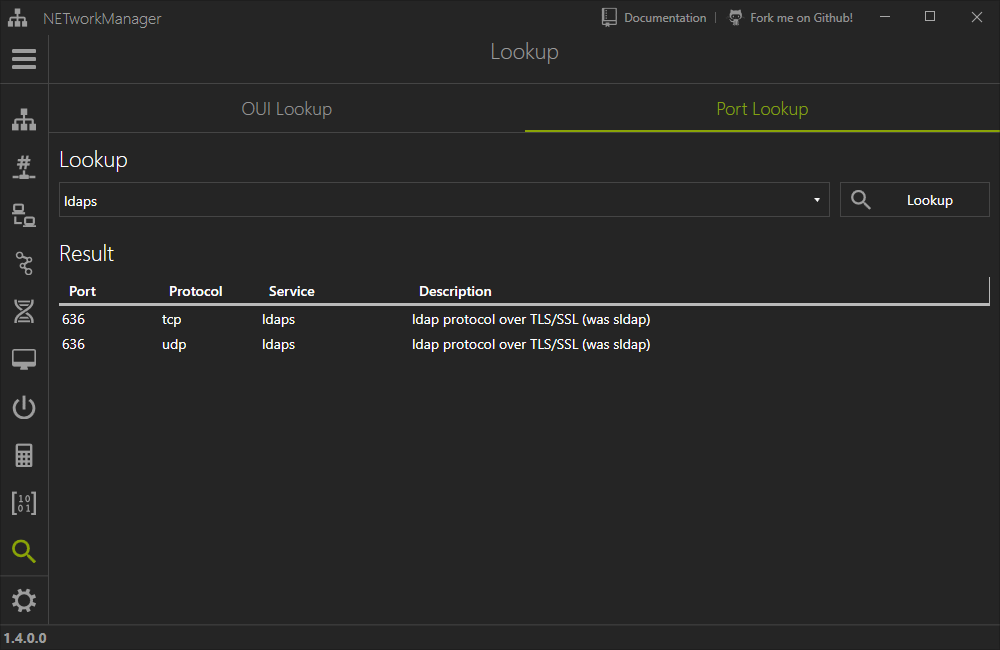 NETworkManager Documentation | Fork me on Github!
Lookup
OUI Lookup Port Lookup
Lookup
ldaps Lookup
Result
Port Protocol Service Description
636 tcp ldaps ldap protocol over TLS/SSL (was sldap)
636 udp ldaps ldap protocol over TLS/SSL (was sldap)
#
10
01
1.4.0.0